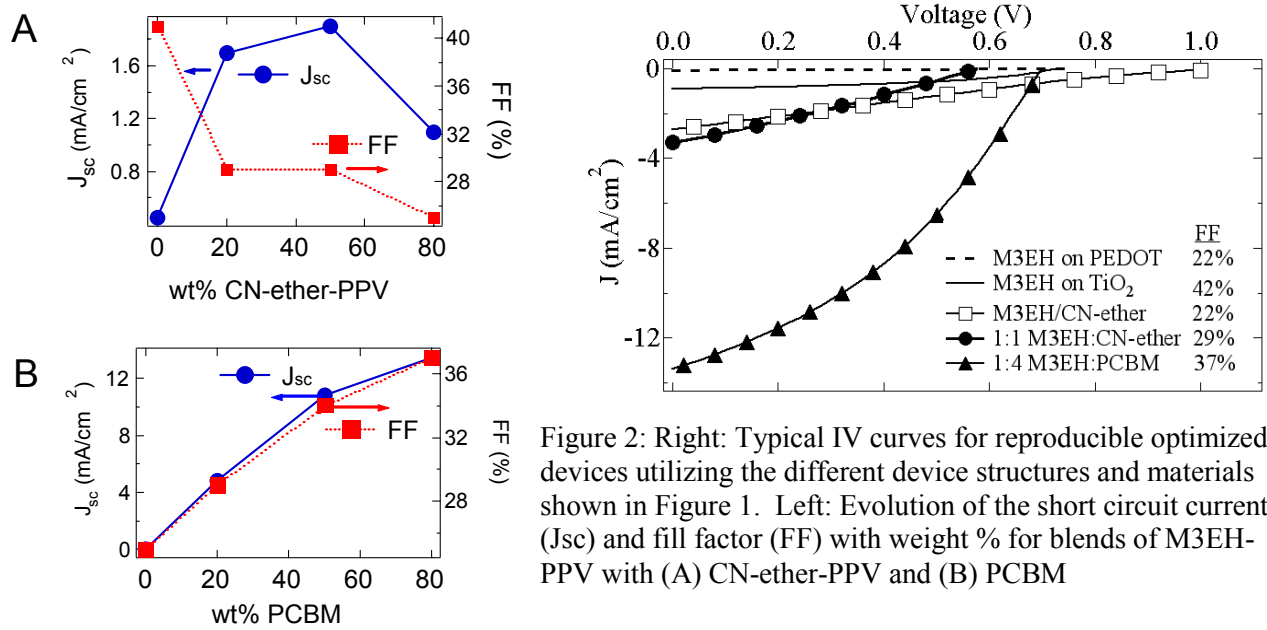 A
J_sc (mA/cm²)
1.6
1.2
0.8
J_sc
FF
40
36
32
28
FF (%)
0 20 40 60 80
wt% CN-ether-PPV
B
J_sc (mA/cm²)
12
8
4
0
J_sc
FF
36
32
28
FF (%)
0 20 40 60 80
wt% PCBM
Voltage (V)
0.0 0.2 0.4 0.6 0.8 1.0
J (mA/cm²)
0
-4
-8
-12
FF
M3EH on PEDOT 22%
M3EH on TiO₂ 42%
M3EH/CN-ether 22%
1:1 M3EH:CN-ether 29%
1:4 M3EH:PCBM 37%
Figure 2: Right: Typical IV curves for reproducible optimized
devices utilizing the different device structures and materials
shown in Figure 1. Left: Evolution of the short circuit current
(Jsc) and fill factor (FF) with weight % for blends of M3EH-
PPV with (A) CN-ether-PPV and (B) PCBM